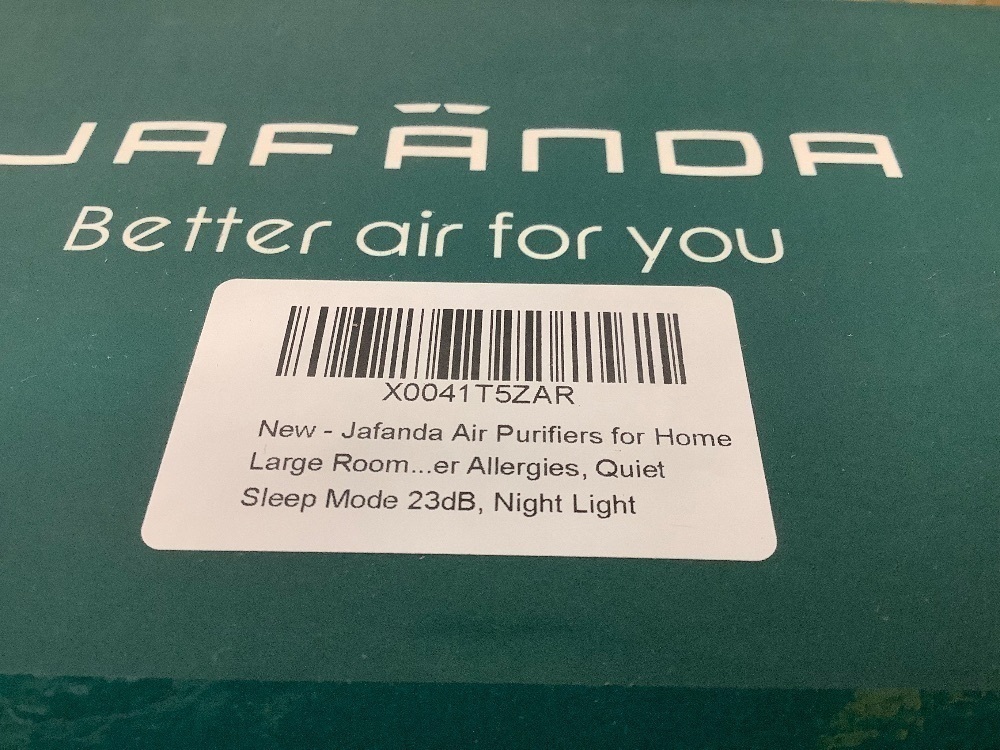 JAFÄNDA
Better air for you
X0041T5ZAR
New - Jafanda Air Purifiers for Home
Large Room...er Allergies, Quiet
Sleep Mode 23dB, Night Light